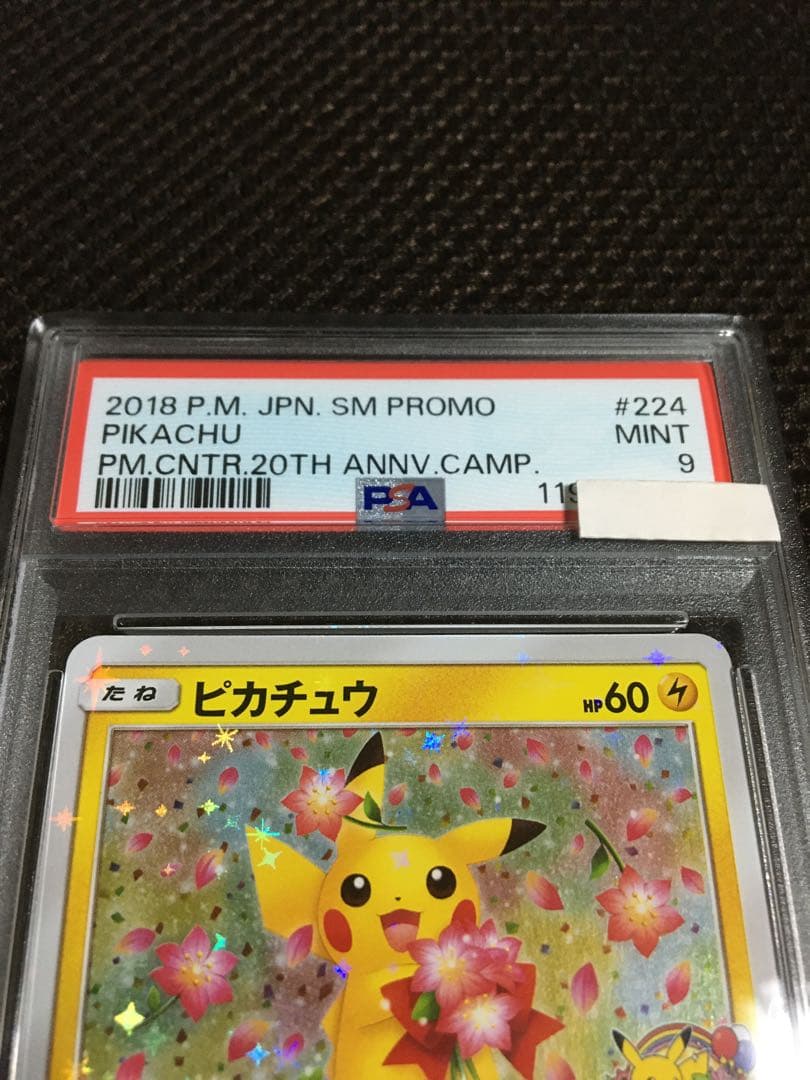 2018 P.M. JPN. SM PROMO #224
PIKACHU MINT
PM.CNTR.20TH ANNV.CAMP. 9
PSA 119
たね ピカチュウ HP60